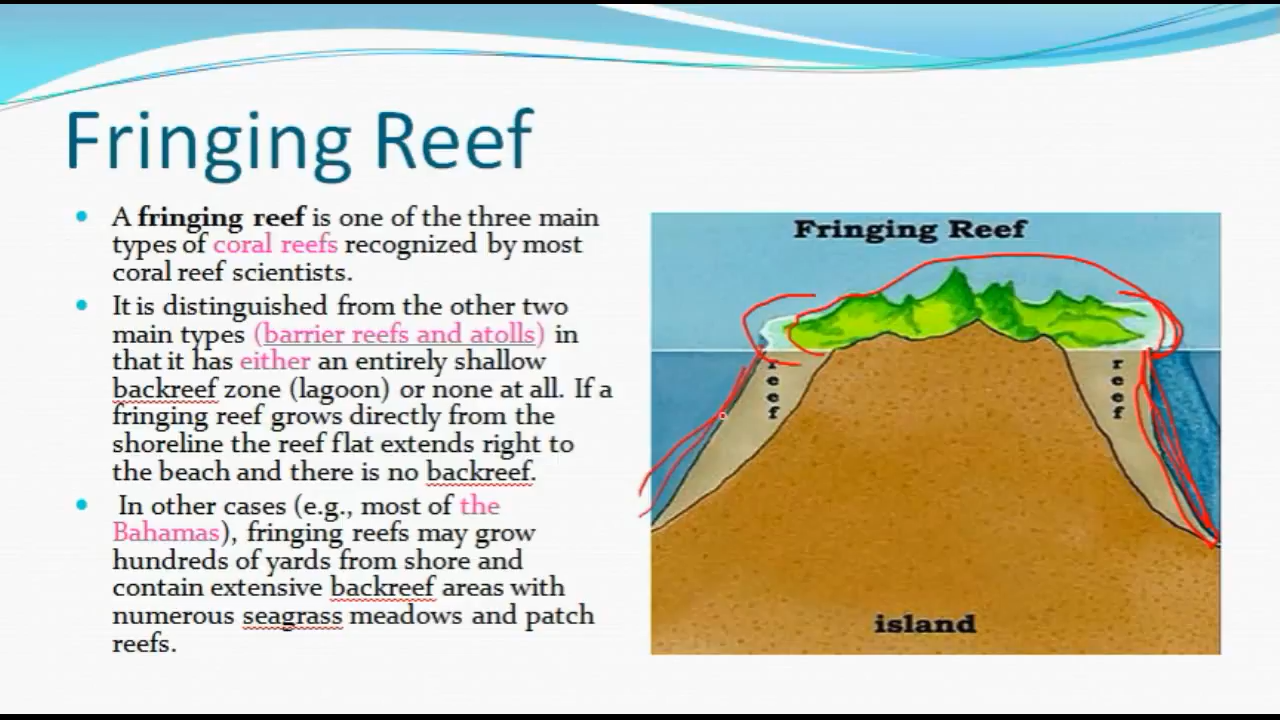 Fringing Reef
A fringing reef is one of the three main
types of coral reefs recognized by most
coral reef scientists.
It is distinguished from the other two
main types (barrier reefs and atolls) in
that it has either an entirely shallow
backreef zone (lagoon) or none at all. If a
fringing reef grows directly from the
shoreline the reef flat extends right to
the beach and there is no backreef.
In other cases (e.g., most of the
Bahamas), fringing reefs may grow
hundreds of yards from shore and
contain extensive backreef areas with
numerous seagrass meadows and patch
reefs.
Fringing Reef
reef
reef
island